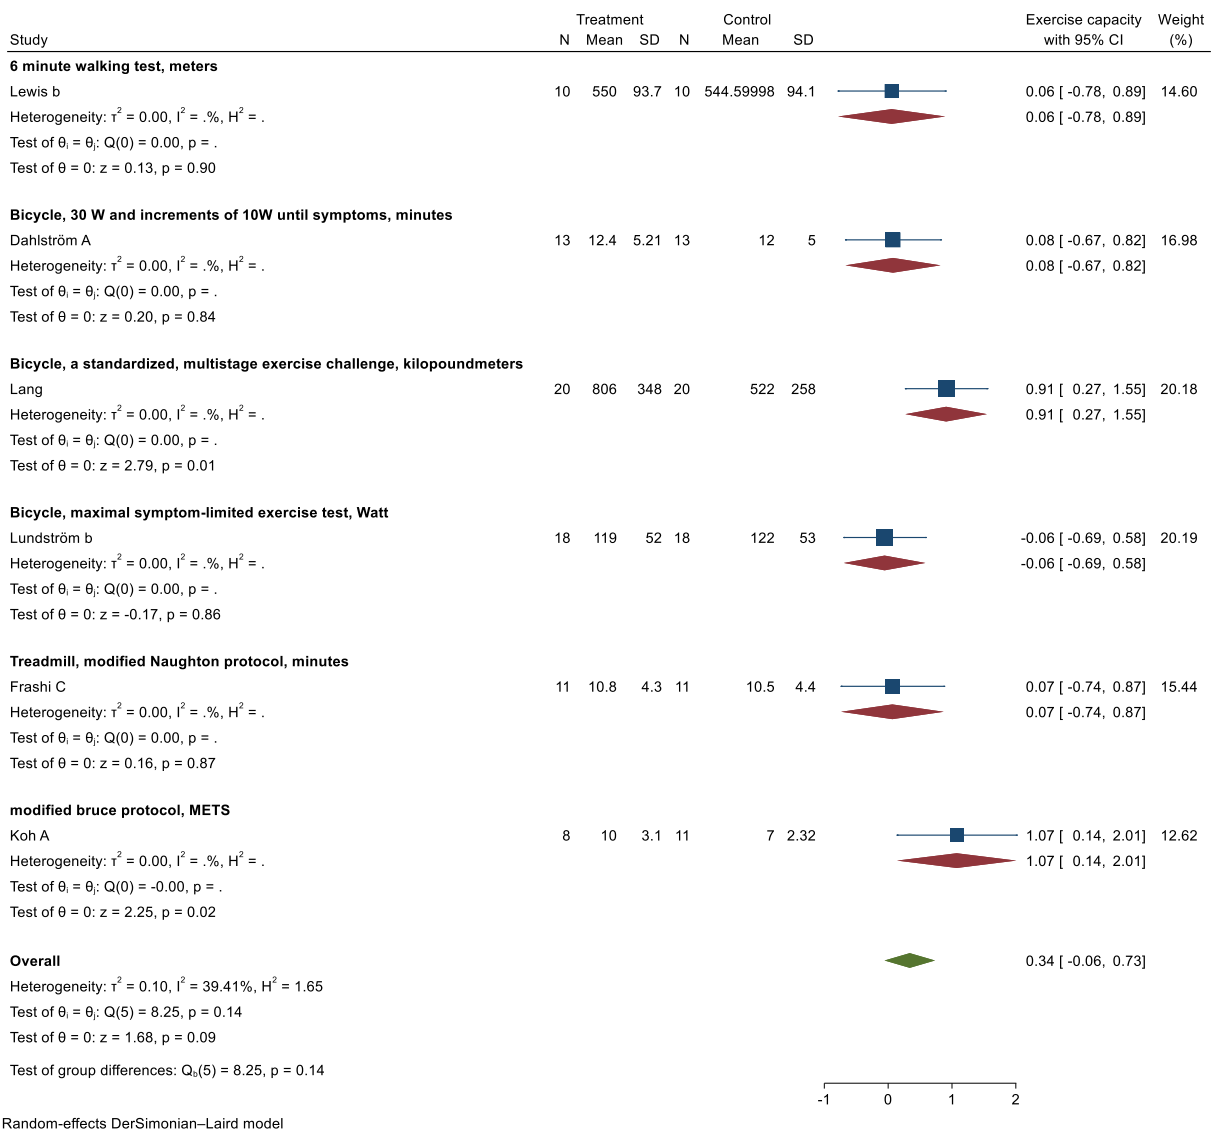 Treatment Control Exercise capacity Weight
Study N Mean SD N Mean SD with 95% CI (%)
6 minute walking test, meters
Lewis b 10 550 93.7 10 544.59998 94.1 0.06 [ -0.78, 0.89] 14.60
Heterogeneity: τ² = 0.00, I² = .%, H² = . 0.06 [ -0.78, 0.89]
Test of θᵢ = θⱼ: Q(0) = 0.00, p = .
Test of θ = 0: z = 0.13, p = 0.90
Bicycle, 30 W and increments of 10W until symptoms, minutes
Dahlström A 13 12.4 5.21 13 12 5 0.08 [ -0.67, 0.82] 16.98
Heterogeneity: τ² = 0.00, I² = .%, H² = . 0.08 [ -0.67, 0.82]
Test of θᵢ = θⱼ: Q(0) = 0.00, p = .
Test of θ = 0: z = 0.20, p = 0.84
Bicycle, a standardized, multistage exercise challenge, kilopoundmeters
Lang 20 806 348 20 522 258 0.91 [ 0.27, 1.55] 20.18
Heterogeneity: τ² = 0.00, I² = .%, H² = . 0.91 [ 0.27, 1.55]
Test of θᵢ = θⱼ: Q(0) = 0.00, p = .
Test of θ = 0: z = 2.79, p = 0.01
Bicycle, maximal symptom-limited exercise test, Watt
Lundström b 18 119 52 18 122 53 -0.06 [ -0.69, 0.58] 20.19
Heterogeneity: τ² = 0.00, I² = .%, H² = . -0.06 [ -0.69, 0.58]
Test of θᵢ = θⱼ: Q(0) = 0.00, p = .
Test of θ = 0: z = -0.17, p = 0.86
Treadmill, modified Naughton protocol, minutes
Frashi C 11 10.8 4.3 11 10.5 4.4 0.07 [ -0.74, 0.87] 15.44
Heterogeneity: τ² = 0.00, I² = .%, H² = . 0.07 [ -0.74, 0.87]
Test of θᵢ = θⱼ: Q(0) = 0.00, p = .
Test of θ = 0: z = 0.16, p = 0.87
modified bruce protocol, METS
Koh A 8 10 3.1 11 7 2.32 1.07 [ 0.14, 2.01] 12.62
Heterogeneity: τ² = 0.00, I² = .%, H² = . 1.07 [ 0.14, 2.01]
Test of θᵢ = θⱼ: Q(0) = -0.00, p = .
Test of θ = 0: z = 2.25, p = 0.02
Overall 0.34 [ -0.06, 0.73]
Heterogeneity: τ² = 0.10, I² = 39.41%, H² = 1.65
Test of θᵢ = θⱼ: Q(5) = 8.25, p = 0.14
Test of θ = 0: z = 1.68, p = 0.09
Test of group differences: Q_b(5) = 8.25, p = 0.14
-1 0 1 2
Random-effects DerSimonian–Laird model